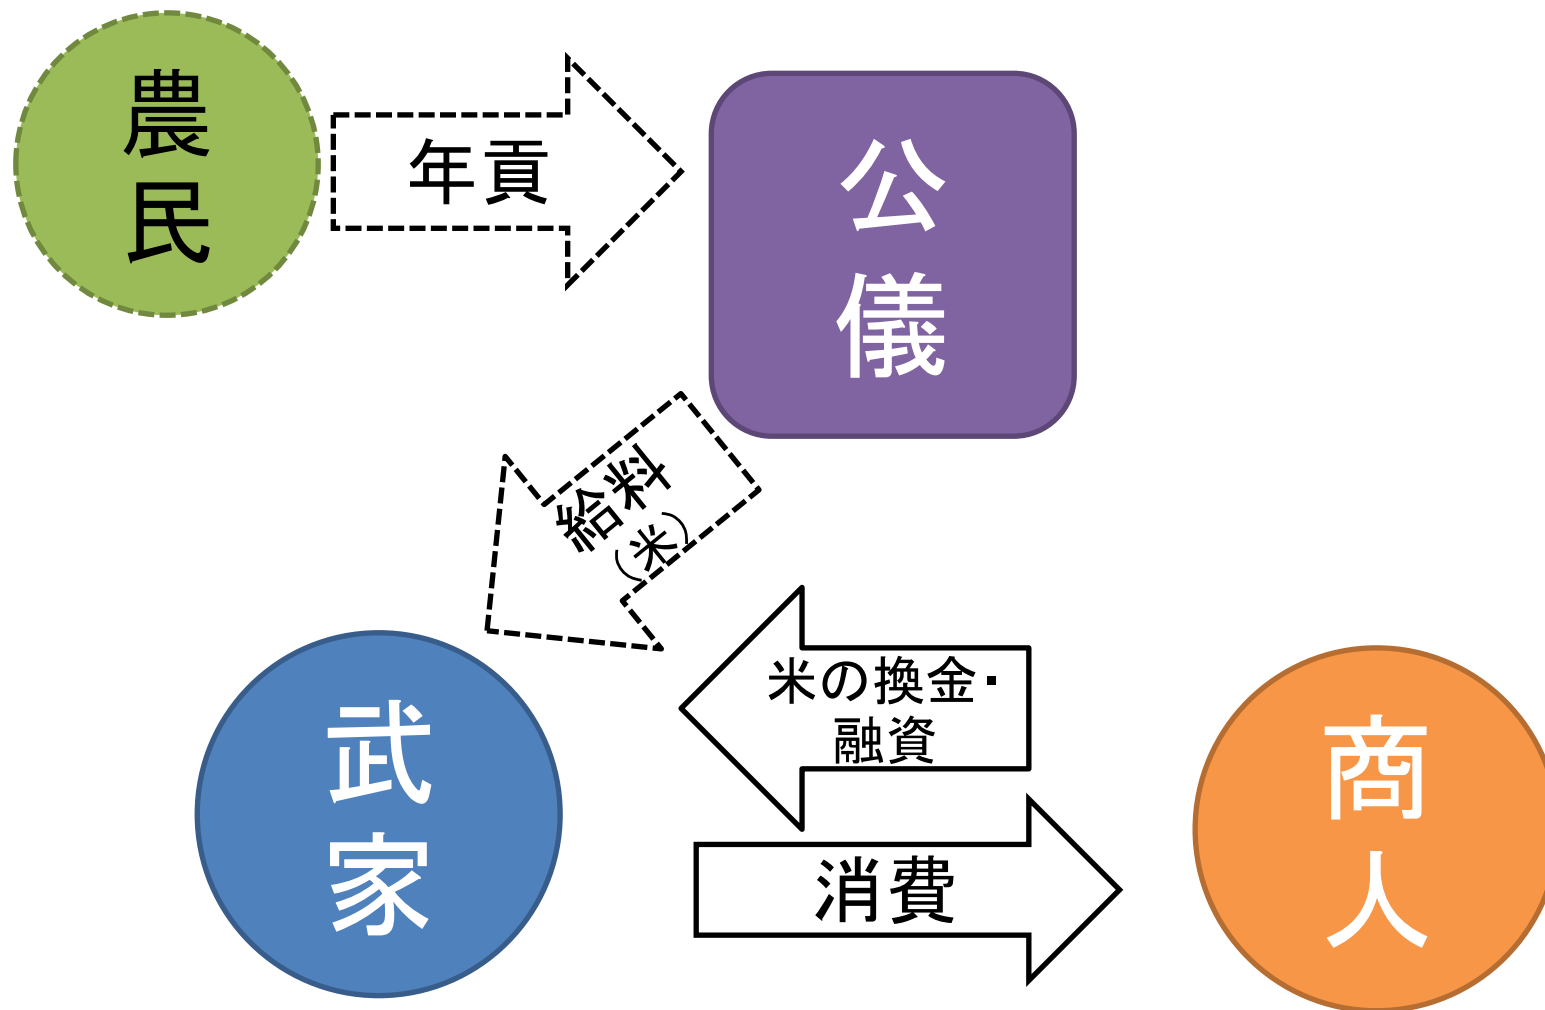 農民
年貢
公儀
給料
（米）
米の換金・
融資
武家
消費
商人